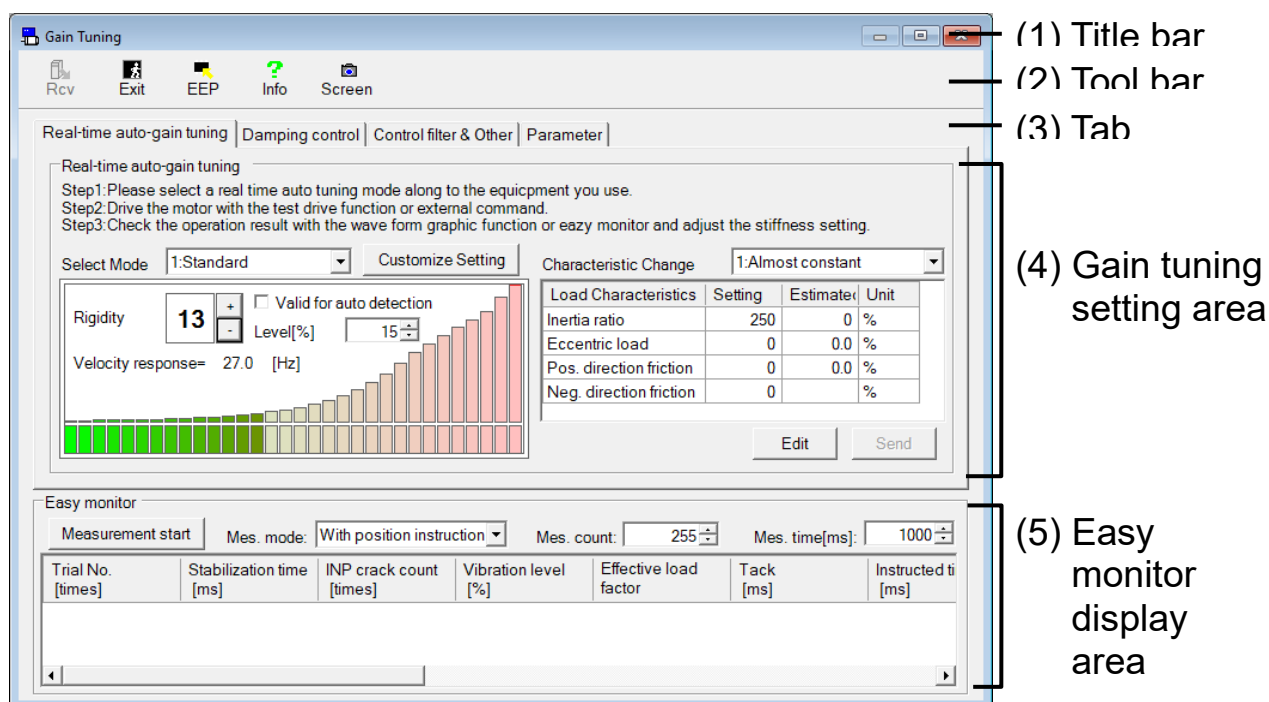 Gain Tuning
(1) Title bar
Rcv Exit EEP Info Screen
(2) Tool bar
Real-time auto-gain tuning Damping control Control filter & Other Parameter
(3) Tab
Real-time auto-gain tuning
Step1:Please select a real time auto tuning mode along to the equicpment you use.
Step2:Drive the motor with the test drive function or external command.
Step3:Check the operation result with the wave form graphic function or eazy monitor and adjust the stiffness setting.
Select Mode 1:Standard Customize Setting Characteristic Change 1:Almost constant
(4) Gain tuning
setting area
Rigidity 13 + - Valid for auto detection
Level[%] 15
Velocity response= 27.0 [Hz]
Load Characteristics Setting Estimated Unit
Inertia ratio 250 0 %
Eccentric load 0 0.0 %
Pos. direction friction 0 0.0 %
Neg. direction friction 0 %
Edit Send
Easy monitor
Measurement start Mes. mode: With position instruction Mes. count: 255 Mes. time[ms]: 1000
(5) Easy
monitor
display
area
Trial No. Stabilization time INP crack count Vibration level Effective load Tack Instructed ti
[times] [ms] [times] [%] factor [ms] [ms]